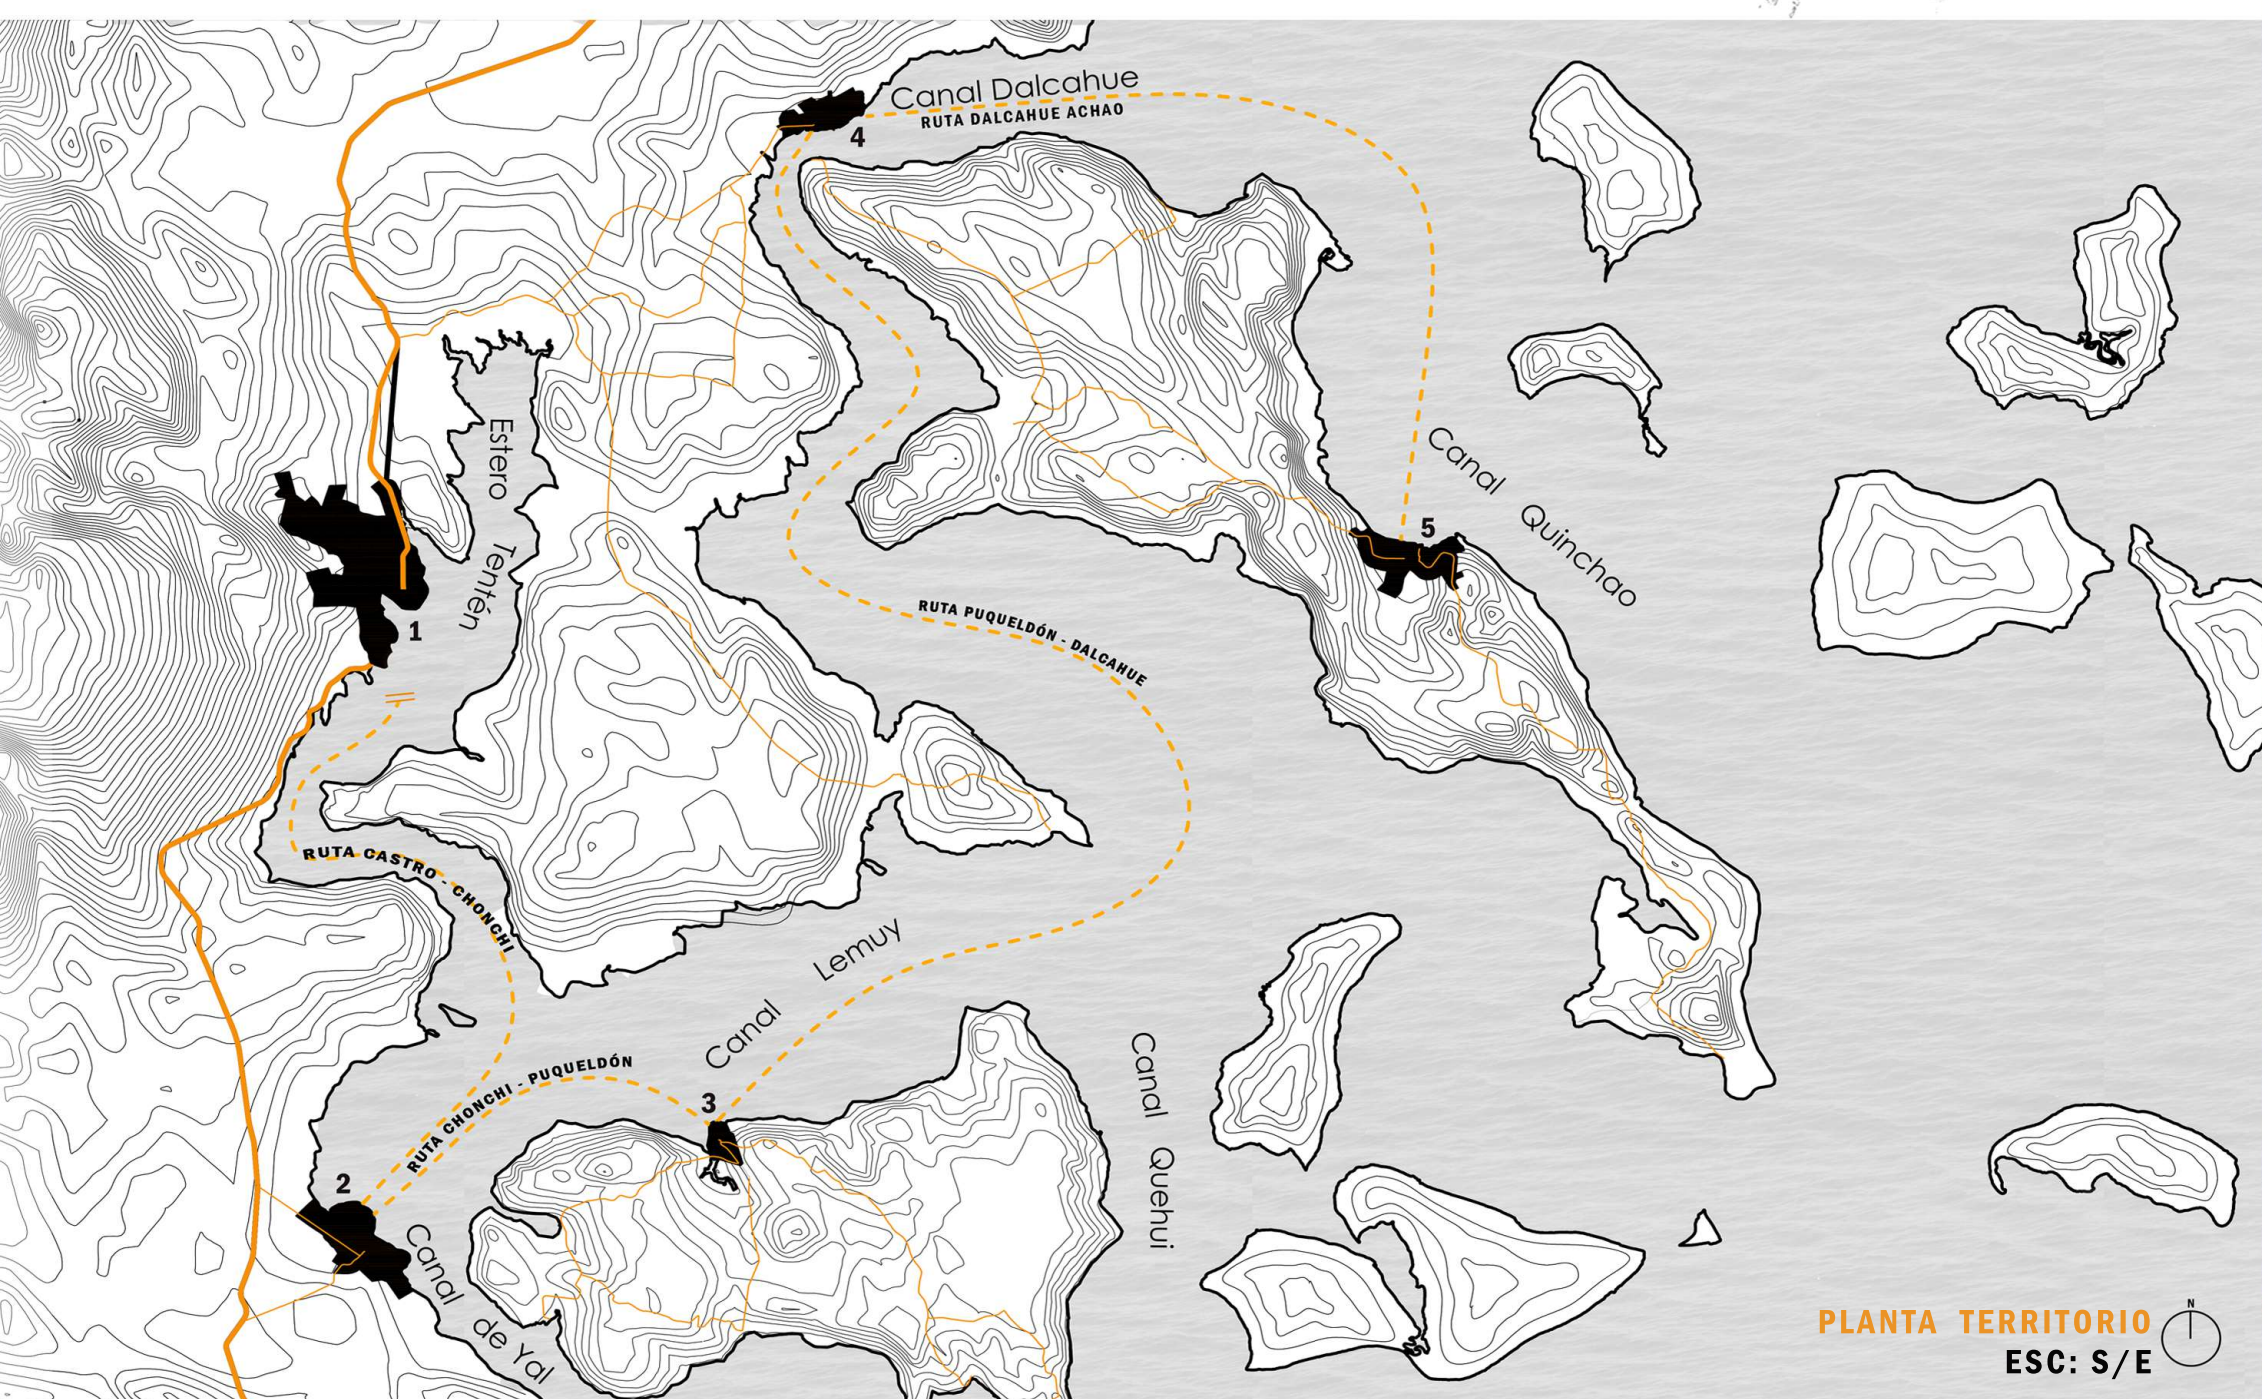 Canal Dalcahue
RUTA DALCAHUE ACHAO
4
Estero Tentén
Canal Quinchao
5
1
RUTA PUQUELDÓN - DALCAHUE
RUTA CASTRO - CHONCHI
Canal Lemuy
RUTA CHONCHI - PUQUELDÓN
3
Canal Quehui
2
Canal de Yal
N
PLANTA TERRITORIO
ESC: S/E